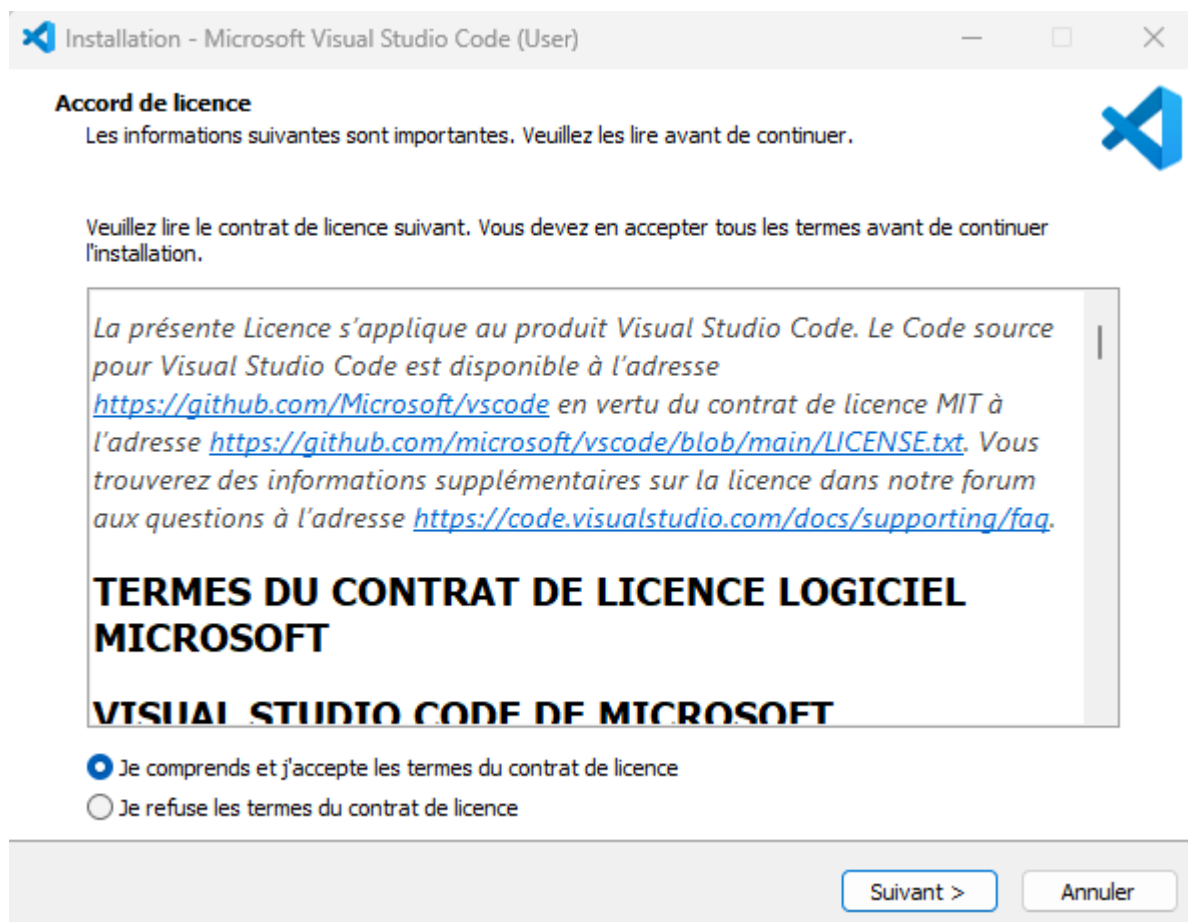 Installation - Microsoft Visual Studio Code (User)
Accord de licence
Les informations suivantes sont importantes. Veuillez les lire avant de continuer.
Veuillez lire le contrat de licence suivant. Vous devez en accepter tous les termes avant de continuer
l'installation.
La présente Licence s’applique au produit Visual Studio Code. Le Code source
pour Visual Studio Code est disponible à l’adresse
https://github.com/Microsoft/vscode en vertu du contrat de licence MIT à
l’adresse https://github.com/microsoft/vscode/blob/main/LICENSE.txt. Vous
trouverez des informations supplémentaires sur la licence dans notre forum
aux questions à l’adresse https://code.visualstudio.com/docs/supporting/faq.
TERMES DU CONTRAT DE LICENCE LOGICIEL
MICROSOFT
VISUAL STUDIO CODE DE MICROSOFT
Je comprends et j'accepte les termes du contrat de licence
Je refuse les termes du contrat de licence
Suivant >
Annuler